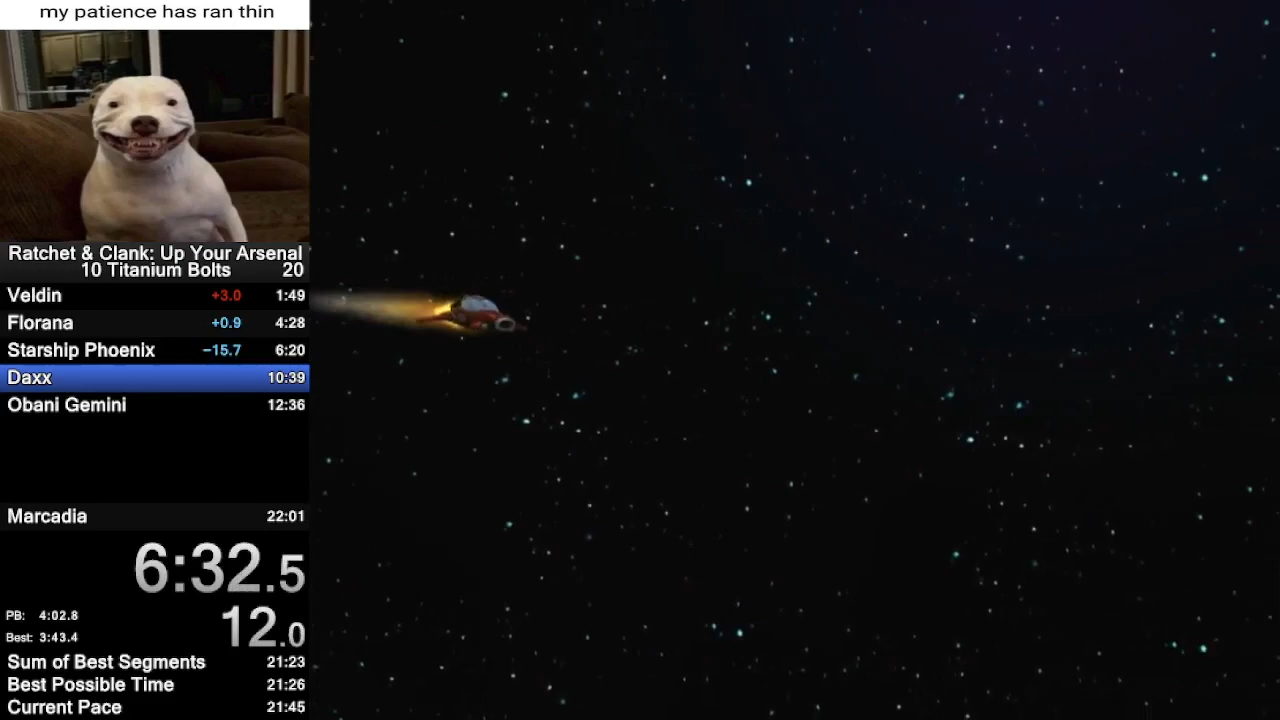 my patience has ran thin
Ratchet & Clank: Up Your Arsenal
10 Titanium Bolts 20
Veldin +3.0 1:49
Florana +0.9 4:28
Starship Phoenix −15.7 6:20
Daxx 10:39
Obani Gemini 12:36
Marcadia 22:01
6:32.5
PB: 4:02.8
12.0
Best: 3:43.4
Sum of Best Segments 21:23
Best Possible Time 21:26
Current Pace 21:45